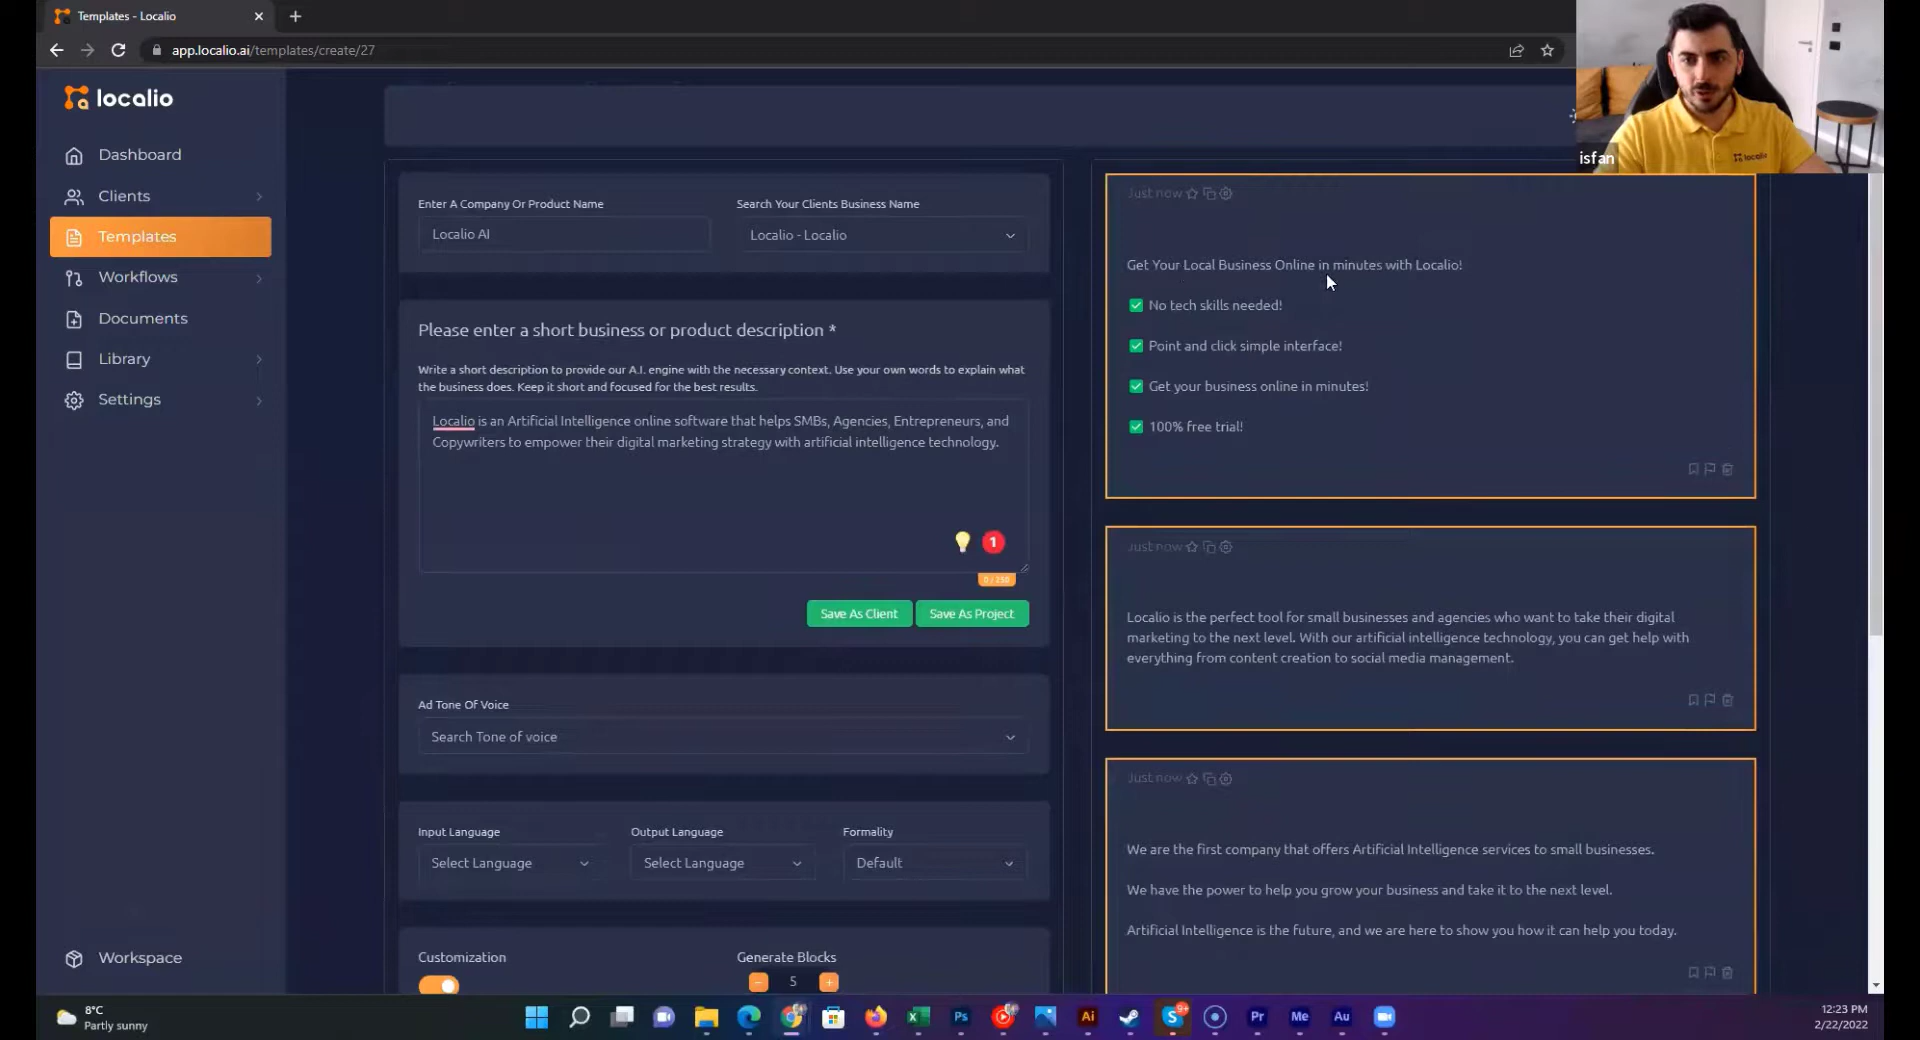 Templates - Localio
app.localio.ai/templates/create/27
localio
Dashboard
Clients
Templates
Workflows
Documents
Library
Settings
Workspace
Enter A Company Or Product Name
Search Your Clients Business Name
Localio AI
Localio - Localio
Please enter a short business or product description *
Write a short description to provide our A.I. engine with the necessary context. Use your own words to explain what
the business does. Keep it short and focused for the best results.
Localio is an Artificial Intelligence online software that helps SMBs, Agencies, Entrepreneurs, and
Copywriters to empower their digital marketing strategy with artificial intelligence technology.
1
0 / 250
Save As Client
Save As Project
Ad Tone Of Voice
Search Tone of voice
Input Language
Output Language
Formality
Select Language
Select Language
Default
Customization
Generate Blocks
5
isfan
localio
Just now
Get Your Local Business Online in minutes with Localio!
No tech skills needed!
Point and click simple interface!
Get your business online in minutes!
100% free trial!
Just now
Localio is the perfect tool for small businesses and agencies who want to take their digital
marketing to the next level. With our artificial intelligence technology, you can get help with
everything from content creation to social media management.
Just now
We are the first company that offers Artificial Intelligence services to small businesses.
We have the power to help you grow your business and take it to the next level.
Artificial Intelligence is the future, and we are here to show you how it can help you today.
8°C
Partly sunny
Ps
Ai
S
9+
Pr
Me
Au
12:23 PM
2/22/2022